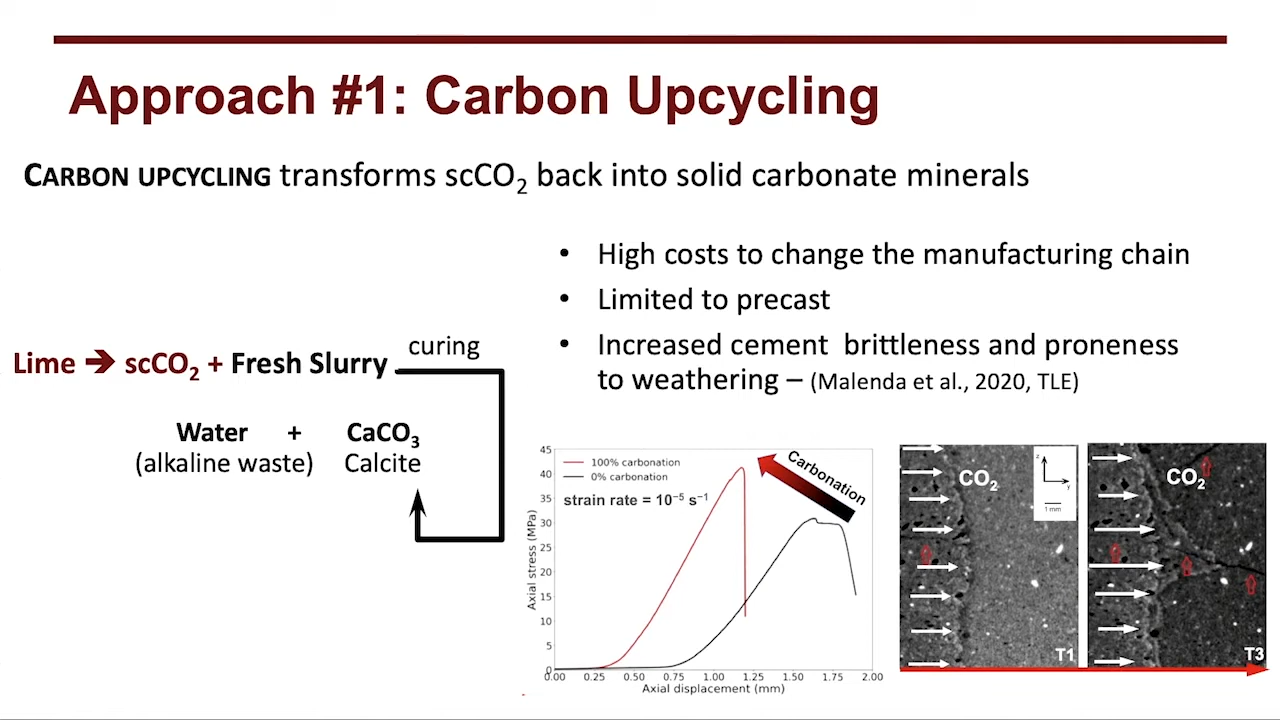 Approach #1: Carbon Upcycling
CARBON UPCYCLING transforms scCO₂ back into solid carbonate minerals
• High costs to change the manufacturing chain
• Limited to precast
• Increased cement brittleness and proneness
to weathering – (Malenda et al., 2020, TLE)
Lime ➔ scCO₂ + Fresh Slurry
curing
Water + CaCO₃
(alkaline waste) Calcite
100% carbonation
0% carbonation
strain rate = 10⁻⁵ s⁻¹
Carbonation
Axial stress (MPa)
45
40
35
30
25
20
15
10
5
0
0.00 0.25 0.50 0.75 1.00 1.25 1.50 1.75 2.00
Axial displacement (mm)
CO₂
z
Y
1 mm
T1
CO₂
T3